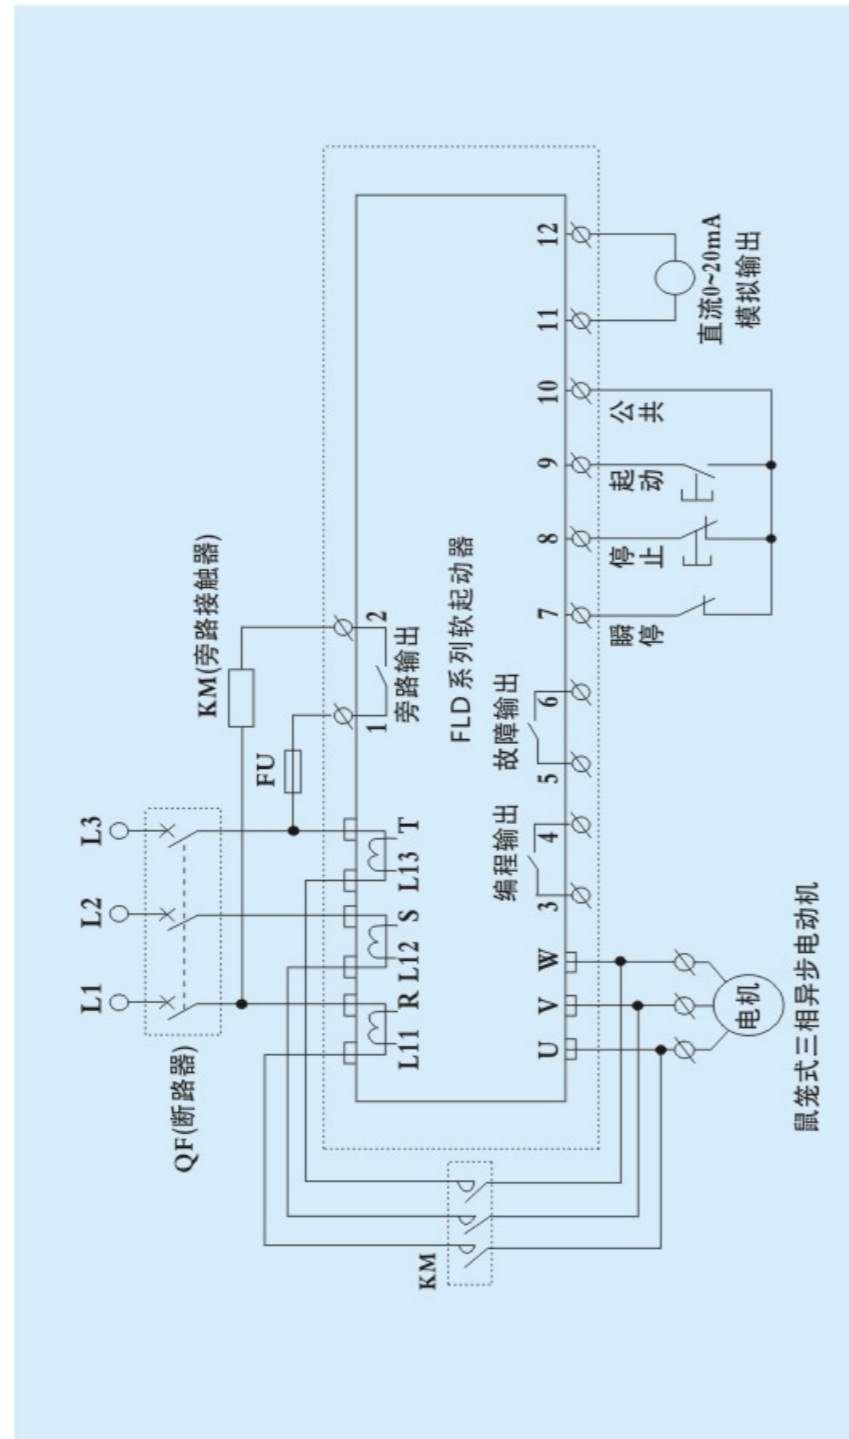 L1
L2
L3
QF(断路器)
KM(旁路接触器)
FU
L11
R
L12
S
L13
T
1
2
旁路输出
FLD系列软起动器
编程输出
故障输出
U
V
W
3
4
5
6
7
8
9
10
11
12
瞬停
停止
起动
公共
直流0~20mA
模拟输出
KM
电机
鼠笼式三相异步电动机